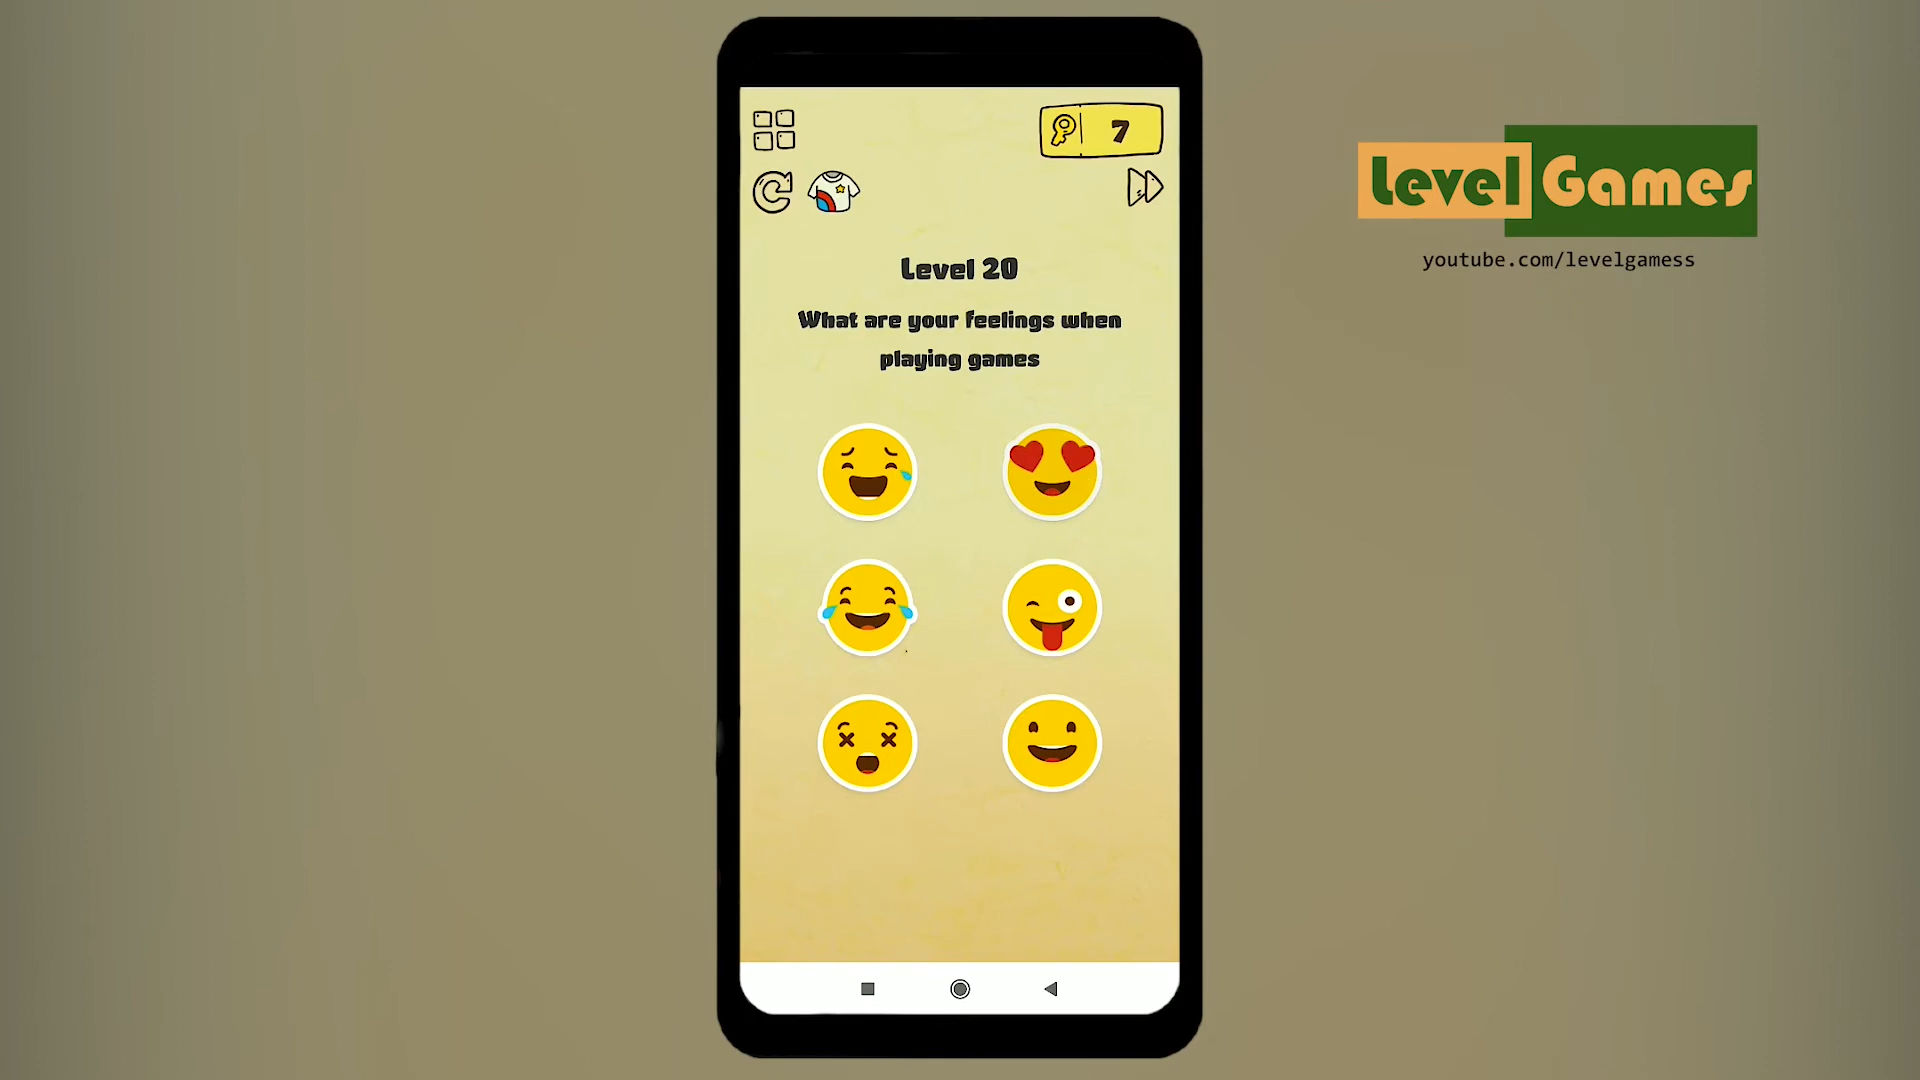 7
Level Games
youtube.com/levelgamess
Level 20
What are your feelings when
playing games